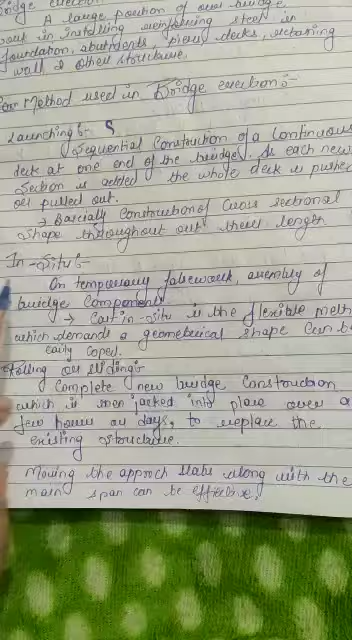 Bridge erection
A large portion of over bridge
work in installing reinforcing steel in
foundation, abutments, piers, decks, retaining
wall & other structure.
Method used in Bridge erection:-
Launching:- S
Sequential Construction of a Continuous
deck at one end of the bridge. As each new
Section is added the whole deck is pushed
or pulled out.
→ Basically Construction of Cross sectional
shape throughout out their length
In-Situ:-
On temporary falsework, assembly of
bridge Components
→ Cast in-situ is the flexible meth
which demands a geometrical shape Can b
easily Coped.
Rolling or sliding:-
Complete new bridge Construction
which is then jacked into place over a
few hours or days, to replace the
existing structure.
Moving the approch slabs along with the
main span can be effective.